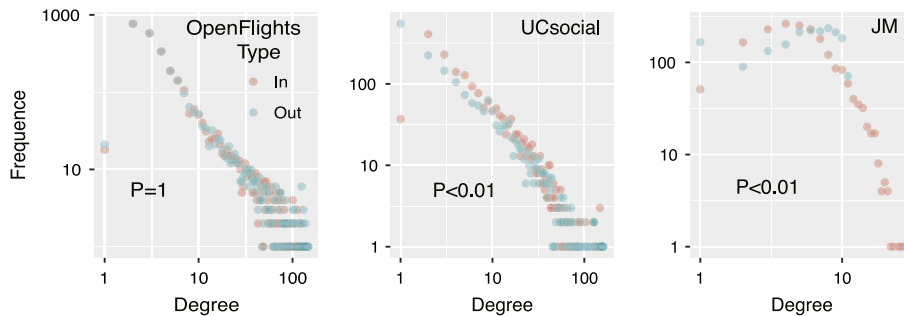 Frequence
1000
10
OpenFlights
Type
In
Out
P=1
1
10
100
Degree
UCsocial
100
10
1
P<0.01
1
10
100
Degree
JM
100
10
1
P<0.01
1
10
Degree